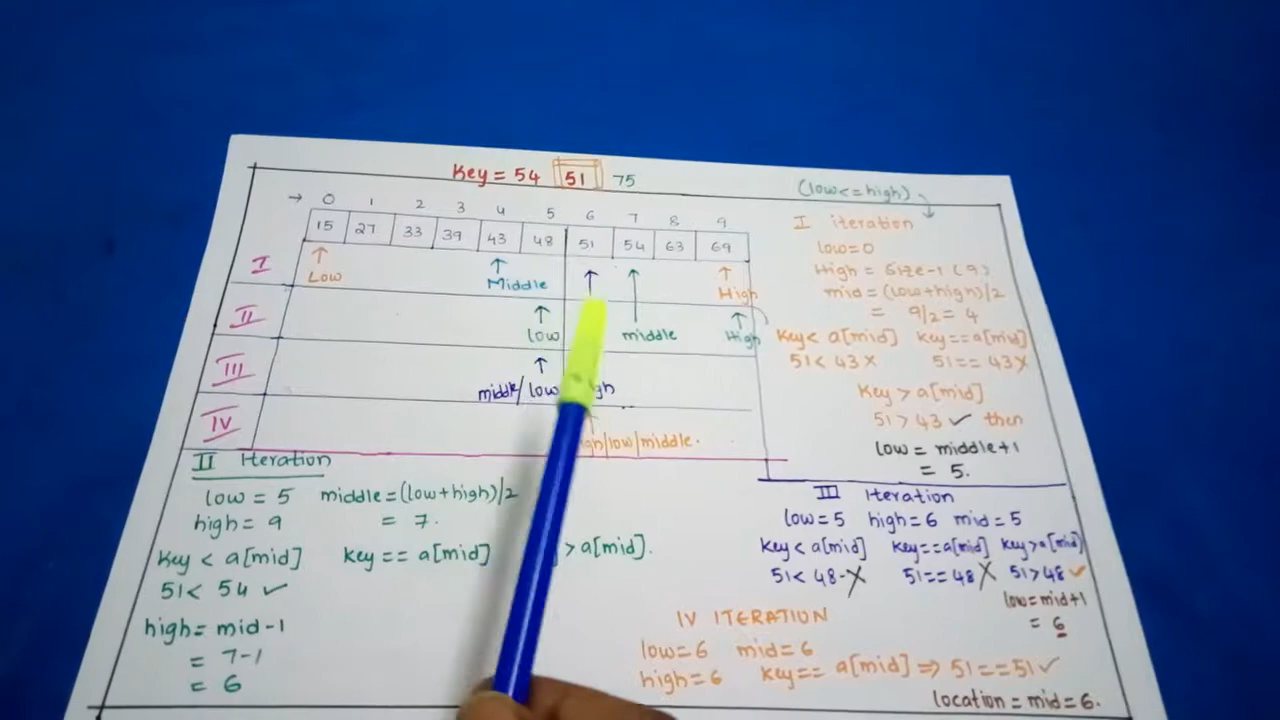 Key = 54 51 75
(low<=high)
→ 0 1 2 3 4 5 6 7 8 9
15 27 33 39 43 48 51 54 63 69
I
↑ Low ↑ Middle ↑ ↑ ↑ High
II
↑ low middle ↑ High
III
↑ middle/low
IV
/low/middle.
I iteration
low=0
High = Size-1 (9)
mid = (low+high)/2
= 9/2 = 4
Key< a[mid] Key==a[mid]
51< 43 X 51== 43 X
Key > a[mid]
51 > 43 ✓ then
low = middle+1
= 5.
II Iteration
low = 5 middle=(low+high)/2
high= 9 = 7.
Key < a[mid] Key == a[mid] > a[mid].
51< 54 ✓
high= mid-1
= 7-1
= 6
III Iteration
low=5 high=6 mid=5
Key<a[mid] Key==a[mid] Key>a[mid]
51< 48-X 51==48 X 51>48 ✓
low=mid+1
= 6
IV ITERATION
low=6 mid=6
high=6 Key== a[mid] ⇒ 51==51 ✓
location = mid=6.